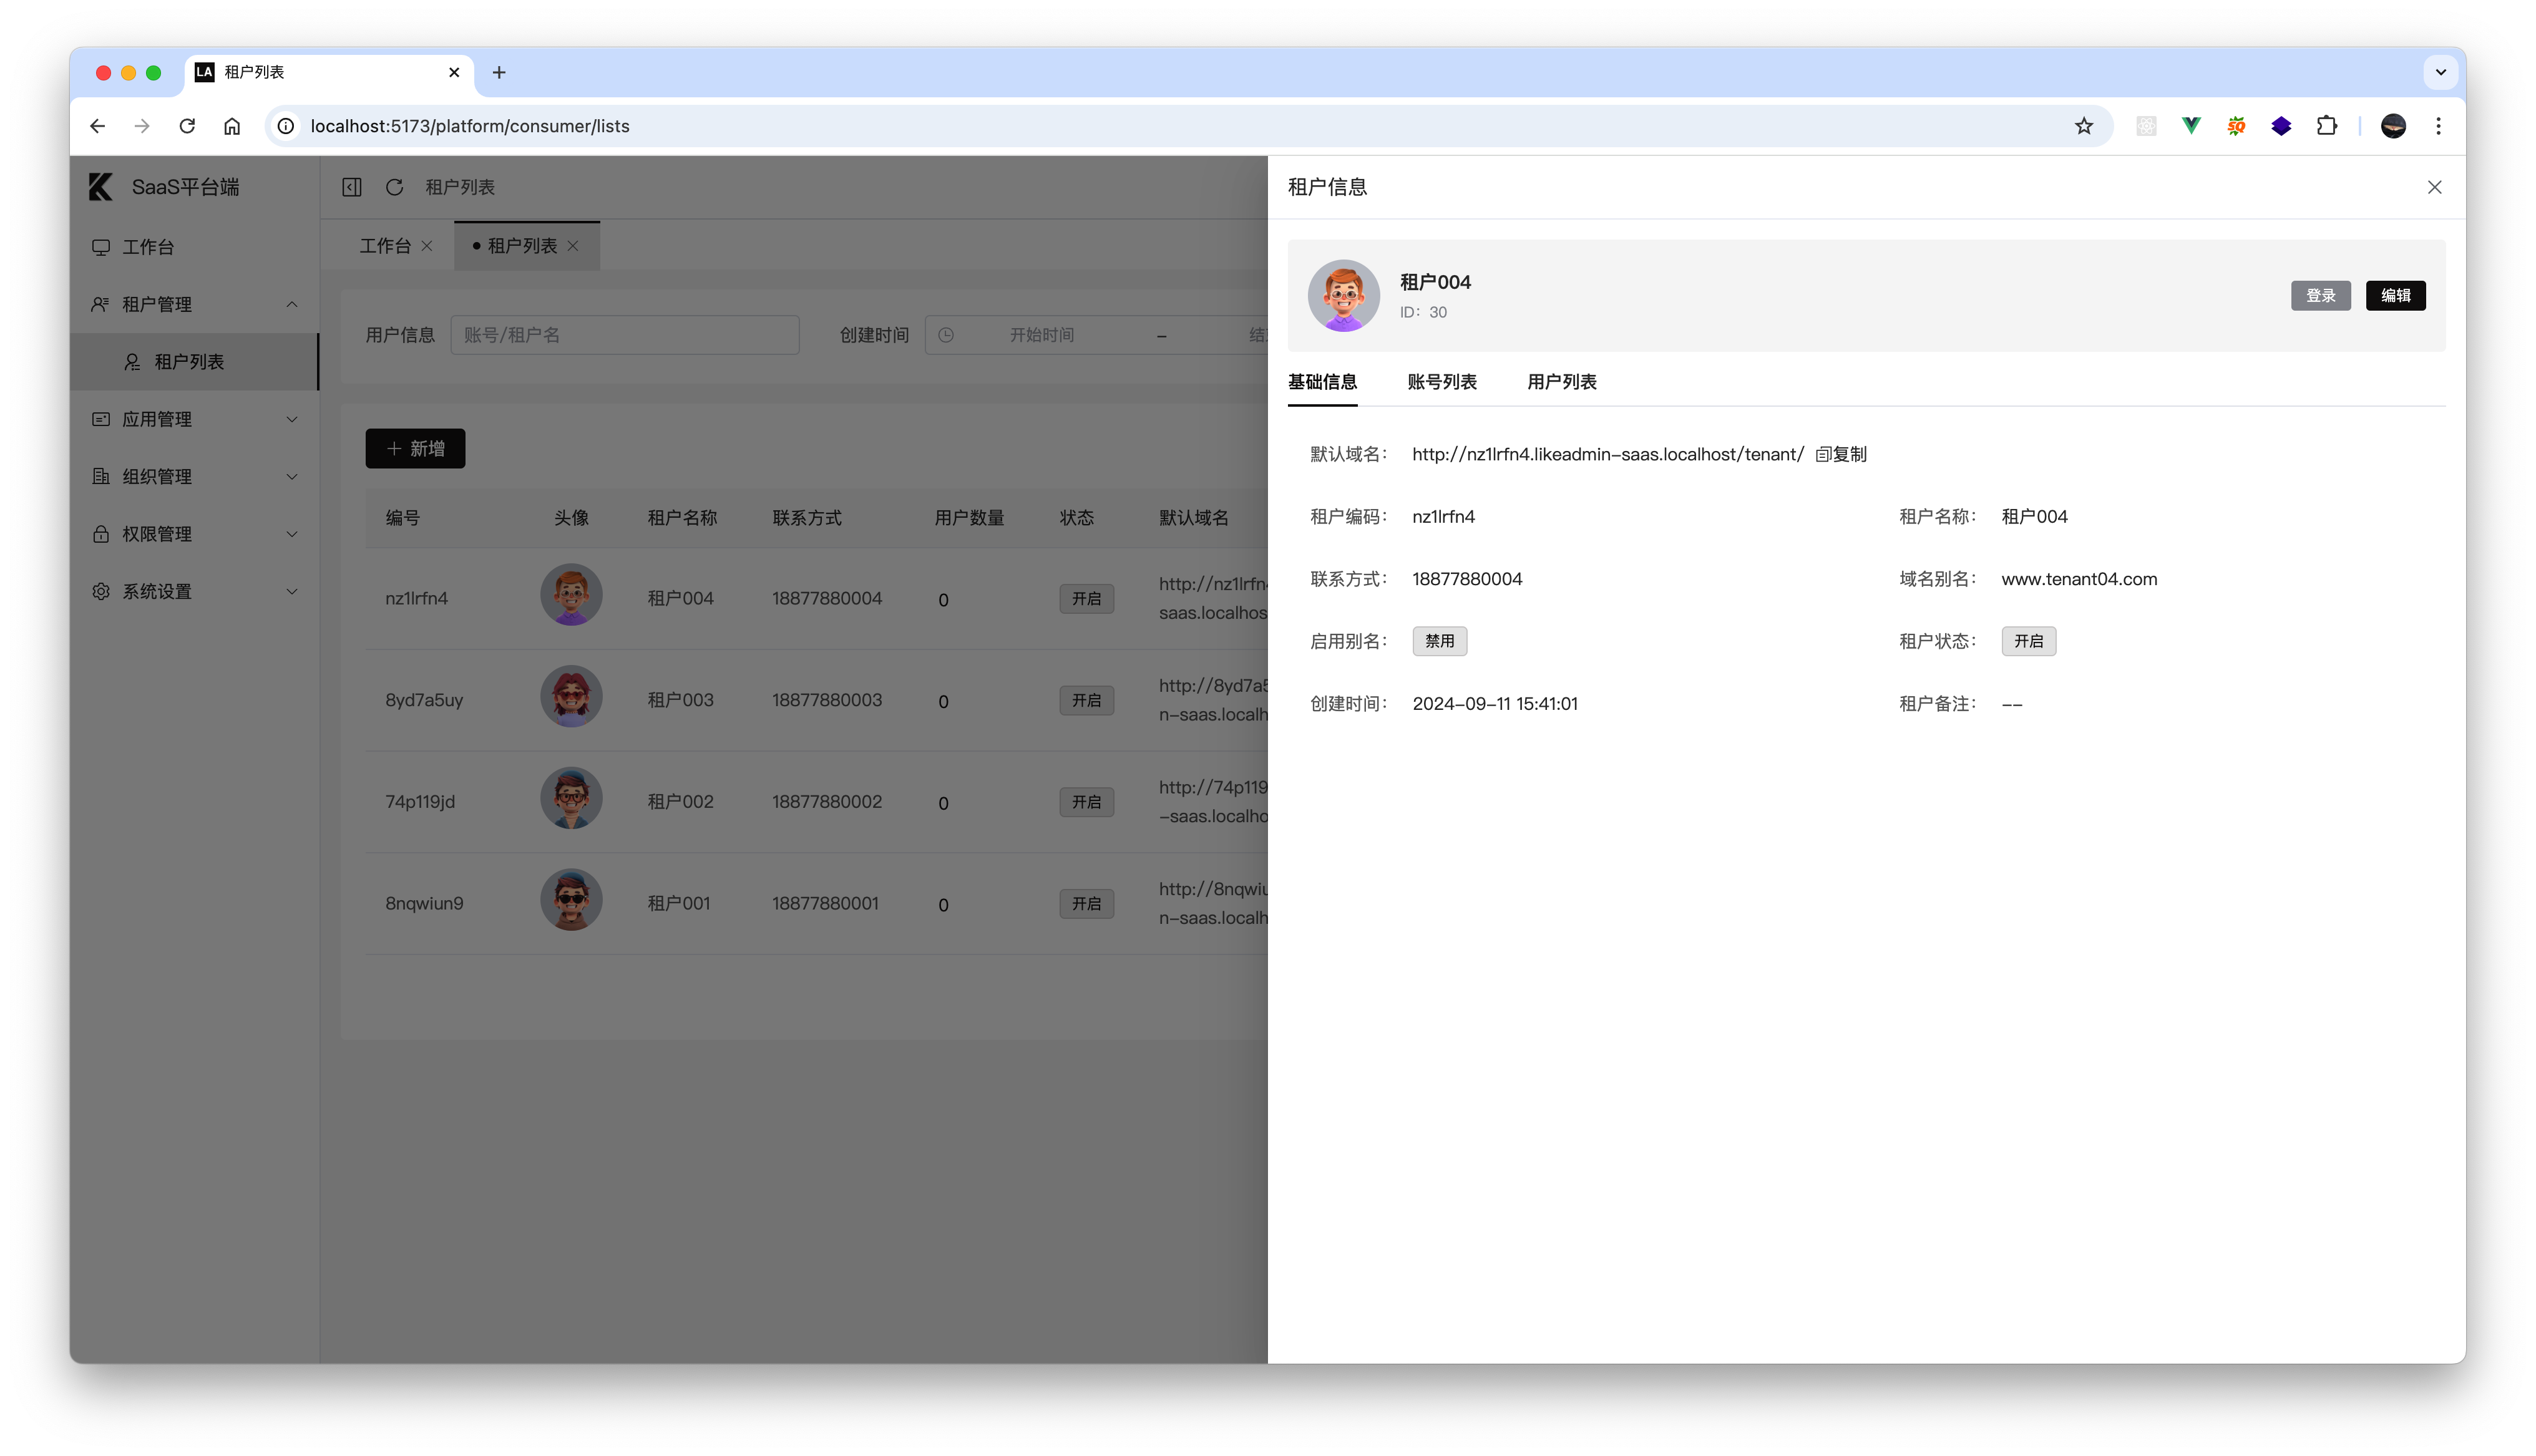 LA 租户列表
localhost:5173/platform/consumer/lists
SaaS平台端
工作台
租户管理
租户列表
应用管理
组织管理
权限管理
系统设置
租户列表
工作台
租户列表
用户信息 账号/租户名 创建时间 开始时间 –
新增
编号 头像 租户名称 联系方式 用户数量 状态 默认域名
nz1lrfn4 租户004 18877880004 0 开启 http://nz1lrfn
saas.localhos
8yd7a5uy 租户003 18877880003 0 开启 http://8yd7a5
n-saas.localh
74p119jd 租户002 18877880002 0 开启 http://74p119
-saas.localho
8nqwiun9 租户001 18877880001 0 开启 http://8nqwiu
n-saas.localh
租户信息
租户004
ID：30
登录 编辑
基础信息 账号列表 用户列表
默认域名： http://nz1lrfn4.likeadmin-saas.localhost/tenant/ 复制
租户编码： nz1lrfn4 租户名称： 租户004
联系方式： 18877880004 域名别名： www.tenant04.com
启用别名： 禁用 租户状态： 开启
创建时间： 2024-09-11 15:41:01 租户备注： --